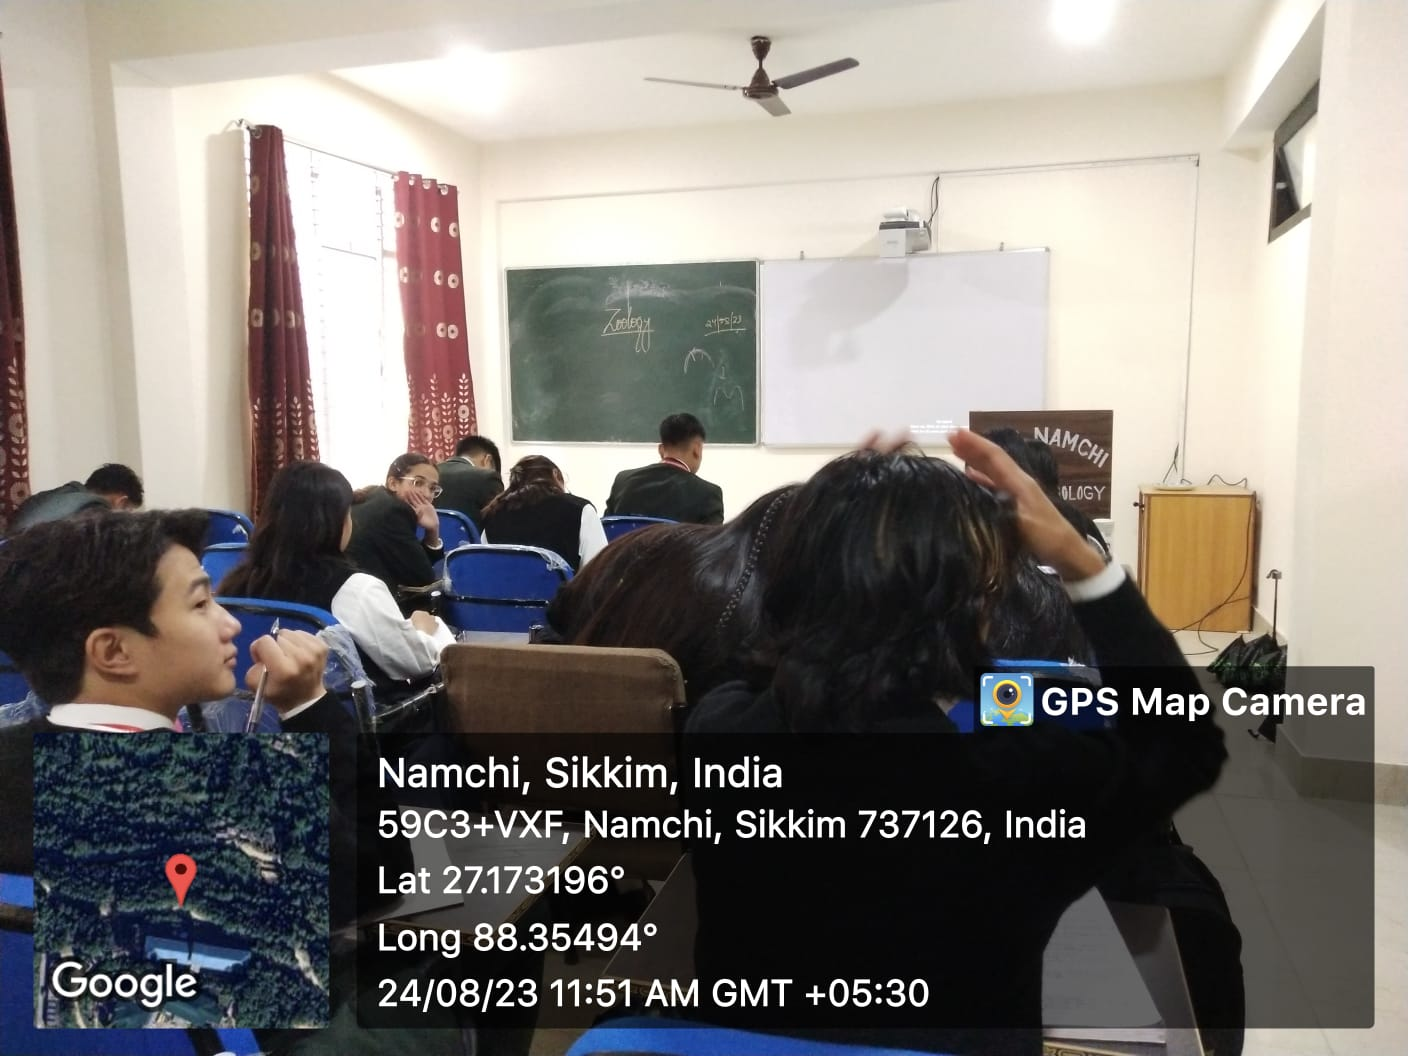 Zoology
24/08/23
NAMCHI
OLOGY
GPS Map Camera
Namchi, Sikkim, India
59C3+VXF, Namchi, Sikkim 737126, India
Lat 27.173196°
Long 88.35494°
24/08/23 11:51 AM GMT +05:30
Google